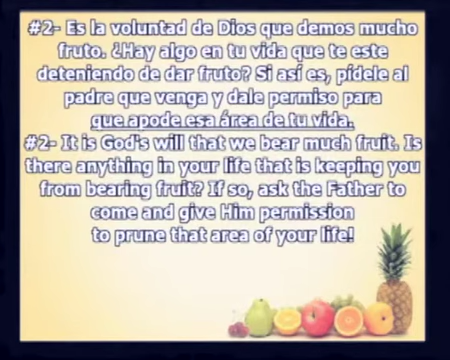 #2- Es la voluntad de Dios que demos mucho
fruto. ¿Hay algo en tu vida que te este
deteniendo de dar fruto? Si así es, pídele al
padre que venga y dale permiso para
que apode esa área de tu vida.
#2- It is God's will that we bear much fruit. Is
there anything in your life that is keeping you
from bearing fruit? If so, ask the Father to
come and give Him permission
to prune that area of your life!